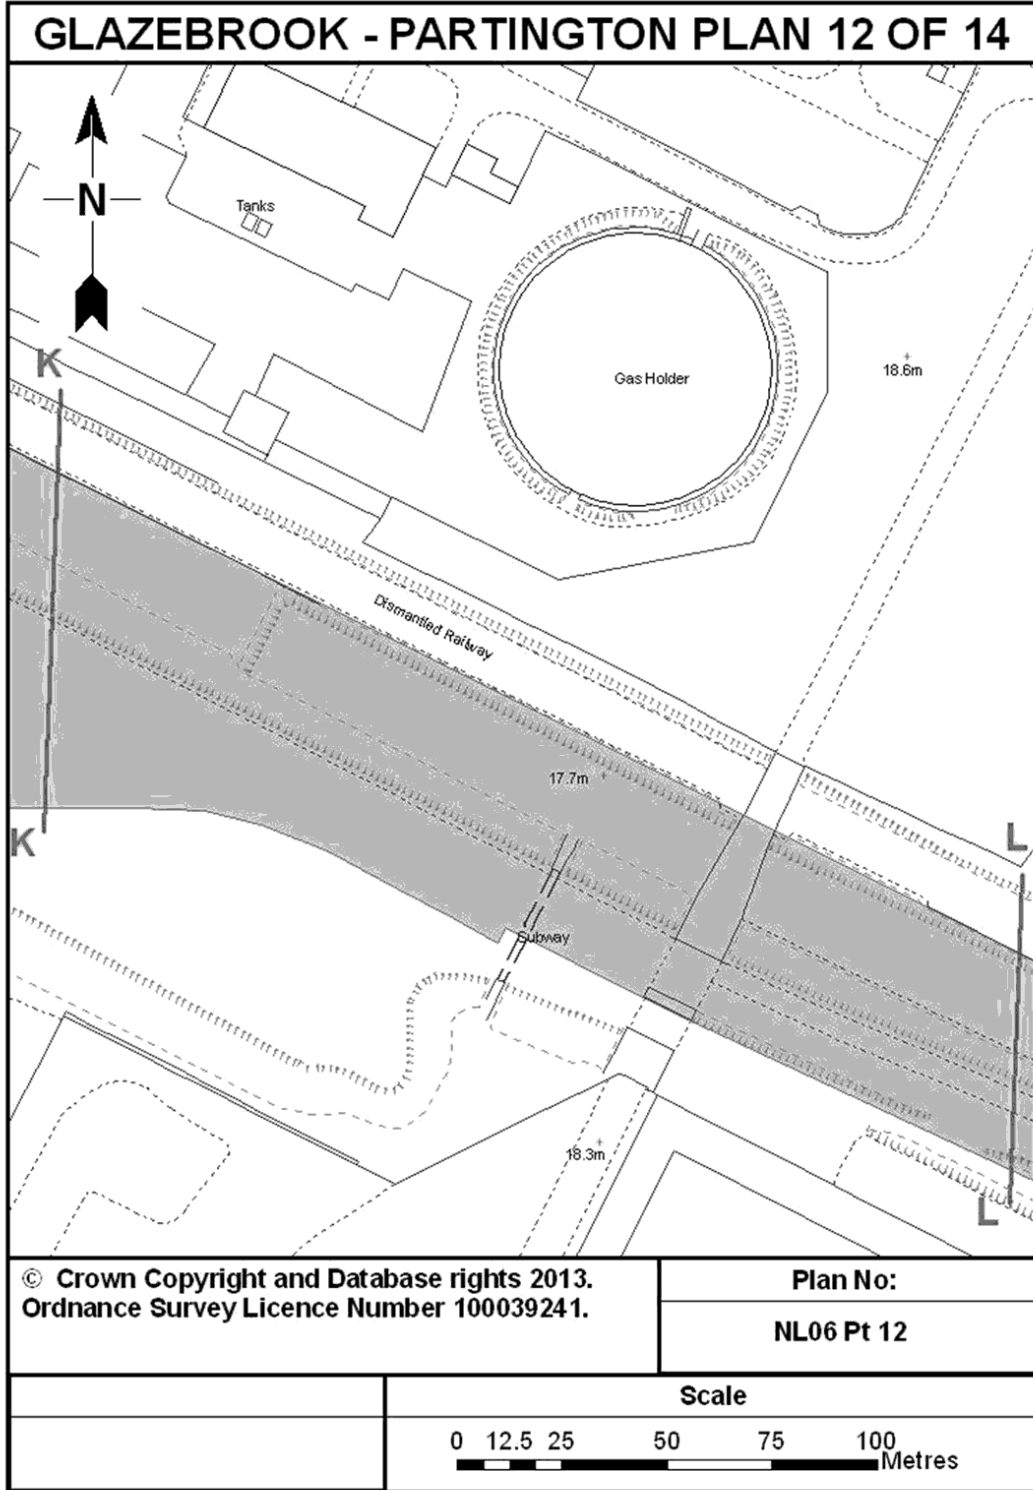 GLAZEBROOK - PARTINGTON PLAN 12 OF 14
N
Tanks
K
Gas Holder
18.6m
Dismantled Railway
17.7m
K
L
Subway
18.3m
L
© Crown Copyright and Database rights 2013.
Ordnance Survey Licence Number 100039241.
Plan No:
NL06 Pt 12
Scale
0 12.5 25 50 75 100
Metres